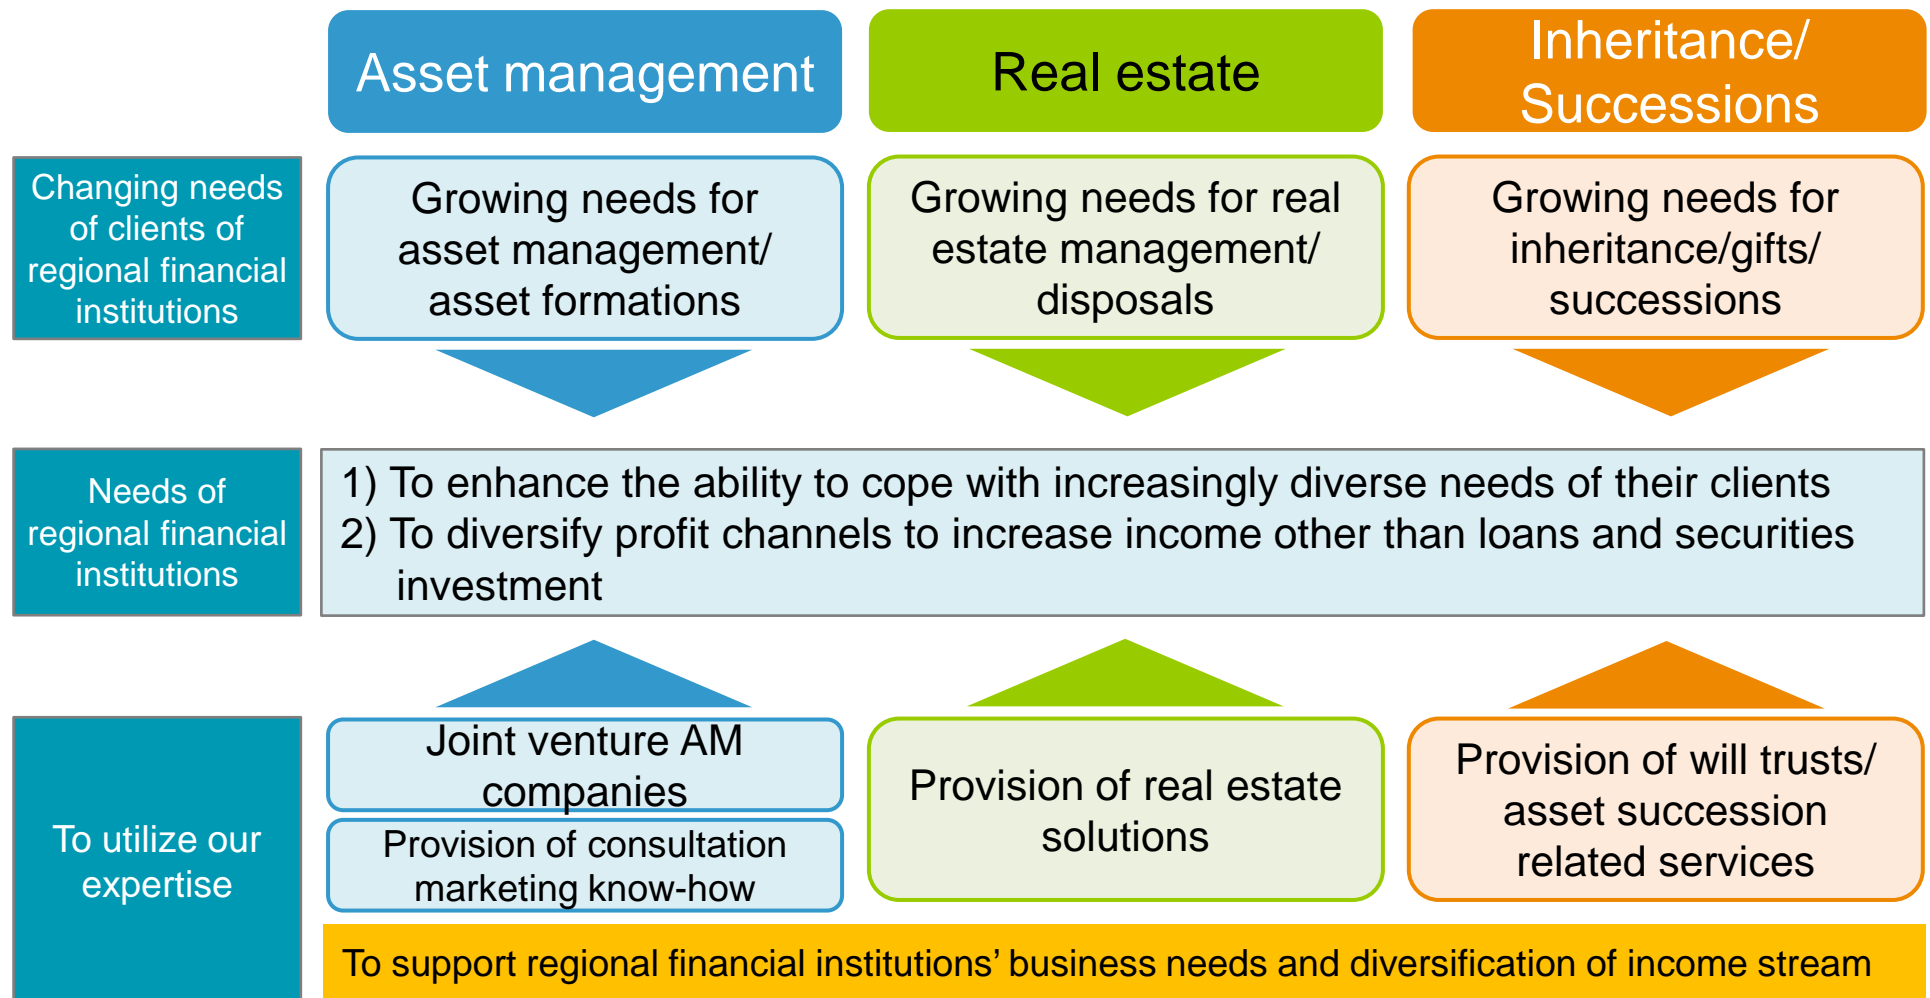 Asset management
Real estate
Inheritance/
Successions
Changing needs
of clients of
regional financial
institutions
Growing needs for
asset management/
asset formations
Growing needs for real
estate management/
disposals
Growing needs for
inheritance/gifts/
successions
Needs of
regional financial
institutions
1) To enhance the ability to cope with increasingly diverse needs of their clients
2) To diversify profit channels to increase income other than loans and securities
investment
To utilize our
expertise
Joint venture AM
companies
Provision of consultation
marketing know-how
Provision of real estate
solutions
Provision of will trusts/
asset succession
related services
To support regional financial institutions’ business needs and diversification of income stream